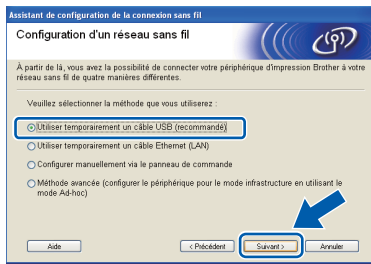 Assistant de configuration de la connexion sans fil
Configuration d'un réseau sans fil
À partir de là, vous avez la possibilité de connecter votre périphérique d'impression Brother à votre
réseau sans fil de quatre manières différentes.
Veuillez sélectionner la méthode que vous utiliserez :
Utiliser temporairement un câble USB (recommandé)
Utiliser temporairement un câble Ethernet (LAN)
Configurer manuellement via le panneau de commande
Méthode avancée (configurer le périphérique pour le mode infrastructure en utilisant le
mode Ad-hoc)
Aide
< Précédent
Suivant >
Annuler